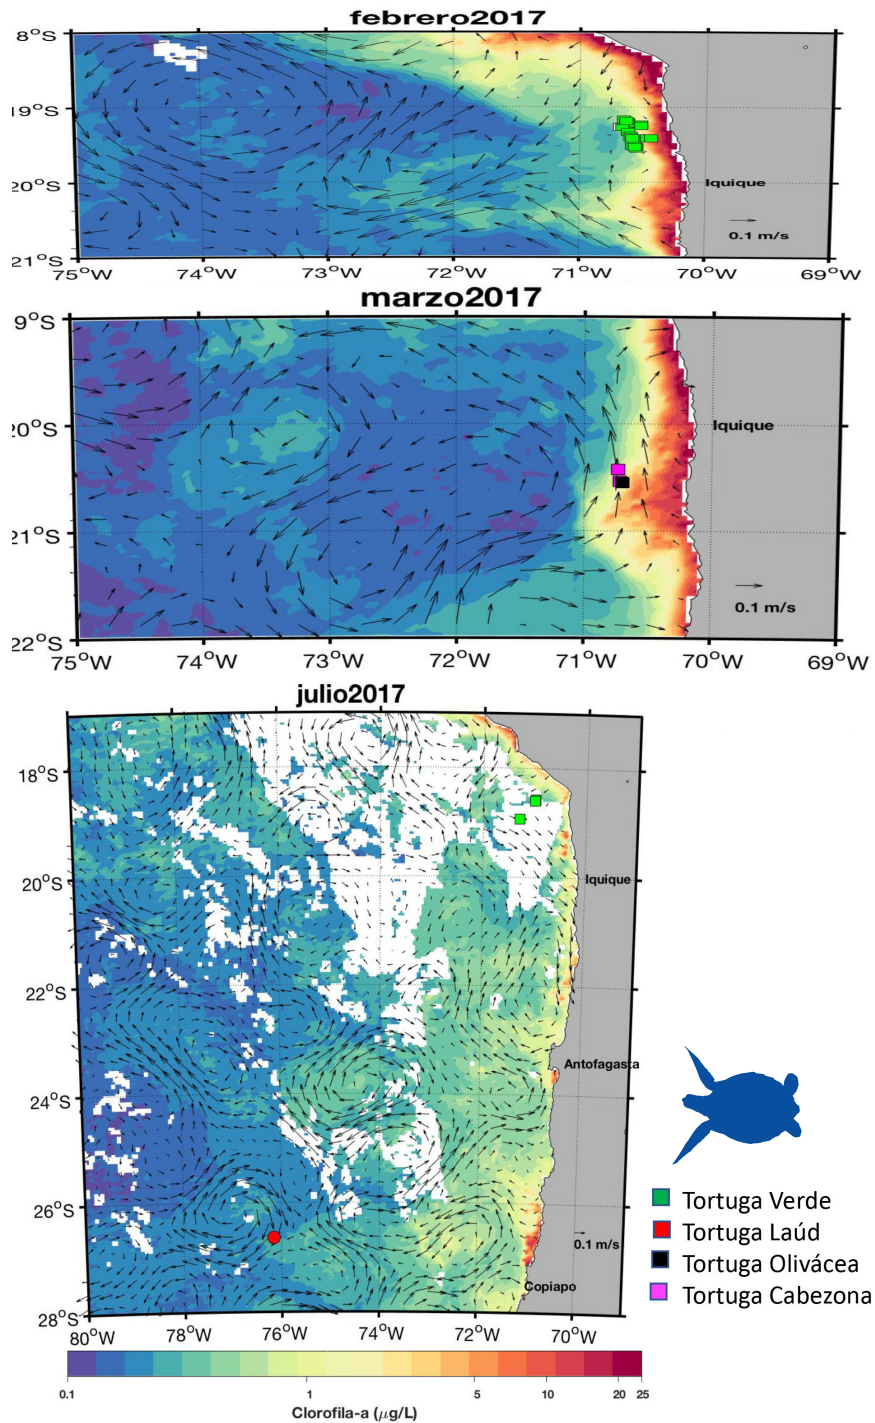 febrero2017
8°S
19°S
20°S
21°S
Iquique
0.1 m/s
75°W 74°W 73°W 72°W 71°W 70°W 69°W
marzo2017
9°S
20°S
21°S
22°S
Iquique
0.1 m/s
75°W 74°W 73°W 72°W 71°W 70°W 69°W
julio2017
18°S
20°S
22°S
24°S
26°S
28°S
Iquique
Antofagasta
0.1 m/s
Copiapo
80°W 78°W 76°W 74°W 72°W 70°W
Tortuga Verde
Tortuga Laúd
Tortuga Olivácea
Tortuga Cabezona
0.1 1 5 10 20 25
Clorofila-a (µg/L)